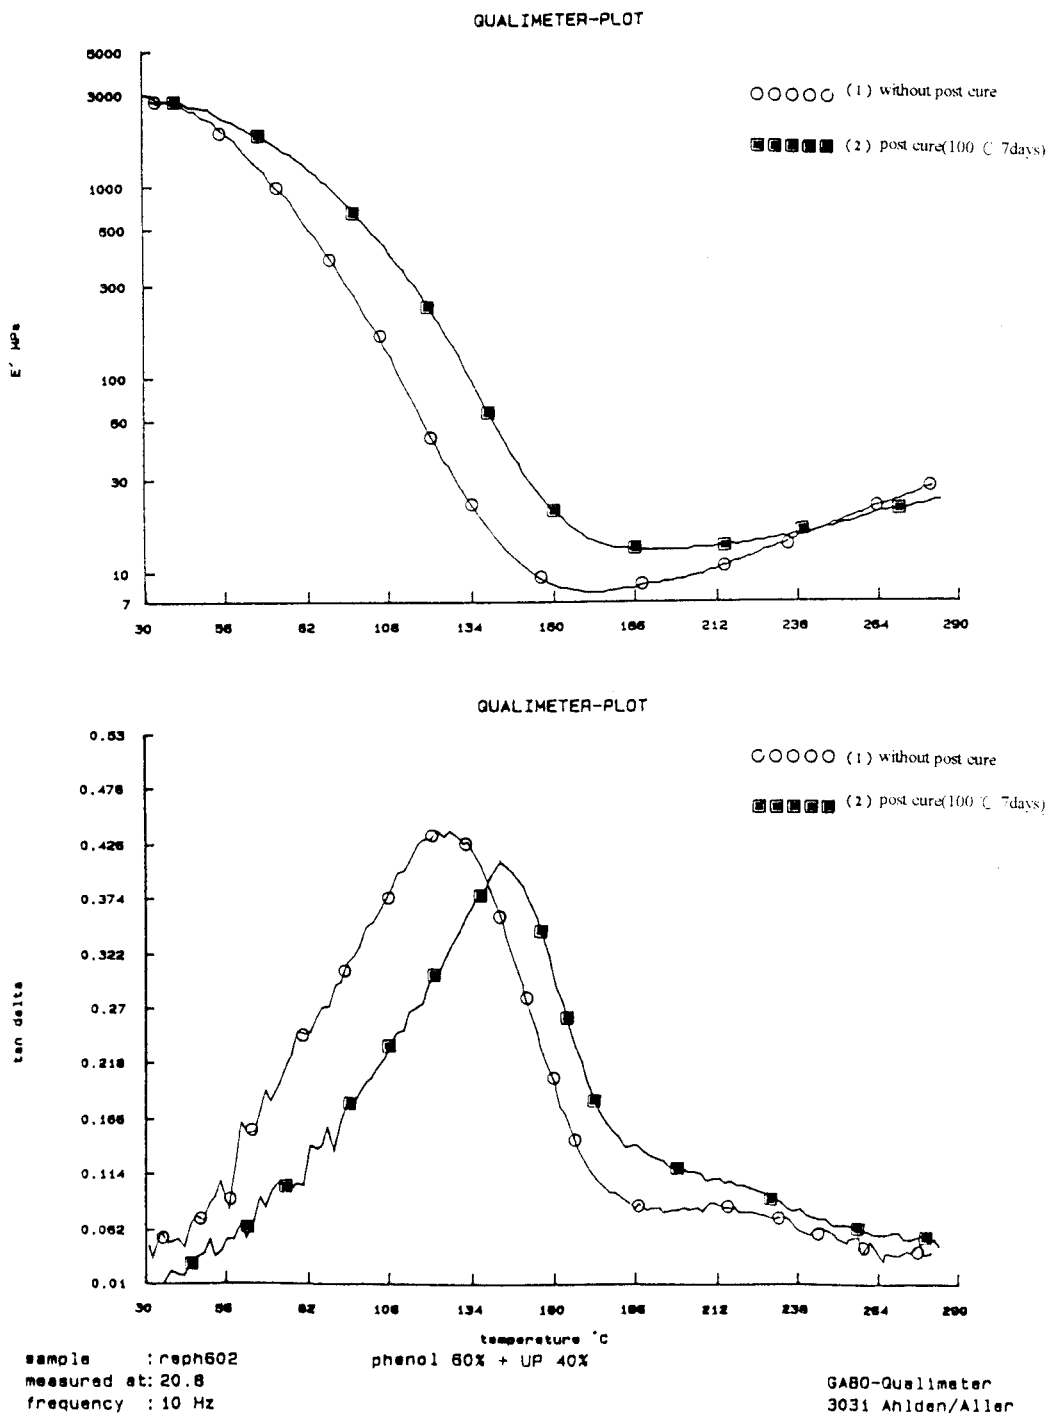 QUALIMETER-PLOT
5000
3000
1000
500
300
100
50
30
10
7
E' MPa
(1) without post cure
(2) post cure(100 C 7days)
30 56 82 108 134 160 186 212 238 264 290
QUALIMETER-PLOT
0.53
0.478
0.426
0.374
0.322
0.27
0.218
0.166
0.114
0.062
0.01
tan delta
(1) without post cure
(2) post cure(100 C 7days)
30 56 82 108 134 160 186 212 238 264 290
temperature °C
sample :reph602 phenol 60% + UP 40%
measured at: 20.8
frequency : 10 Hz
GABO-Qualimeter
3031 Ahlden/Aller